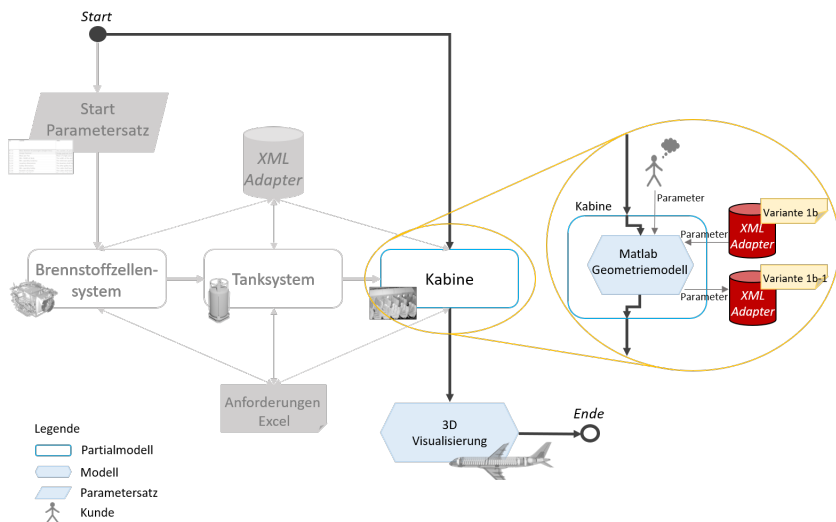 Start
Start
Parametersatz
XML
Adapter
Brennstoffzellen-
system
Tanksystem
Kabine
Anforderungen
Excel
3D
Visualisierung
Ende
Kabine
Parameter
Matlab
Geometriemodell
Parameter
Variante 1b
XML
Adapter
Parameter
Variante 1b-1
XML
Adapter
Legende
Partialmodell
Modell
Parametersatz
Kunde